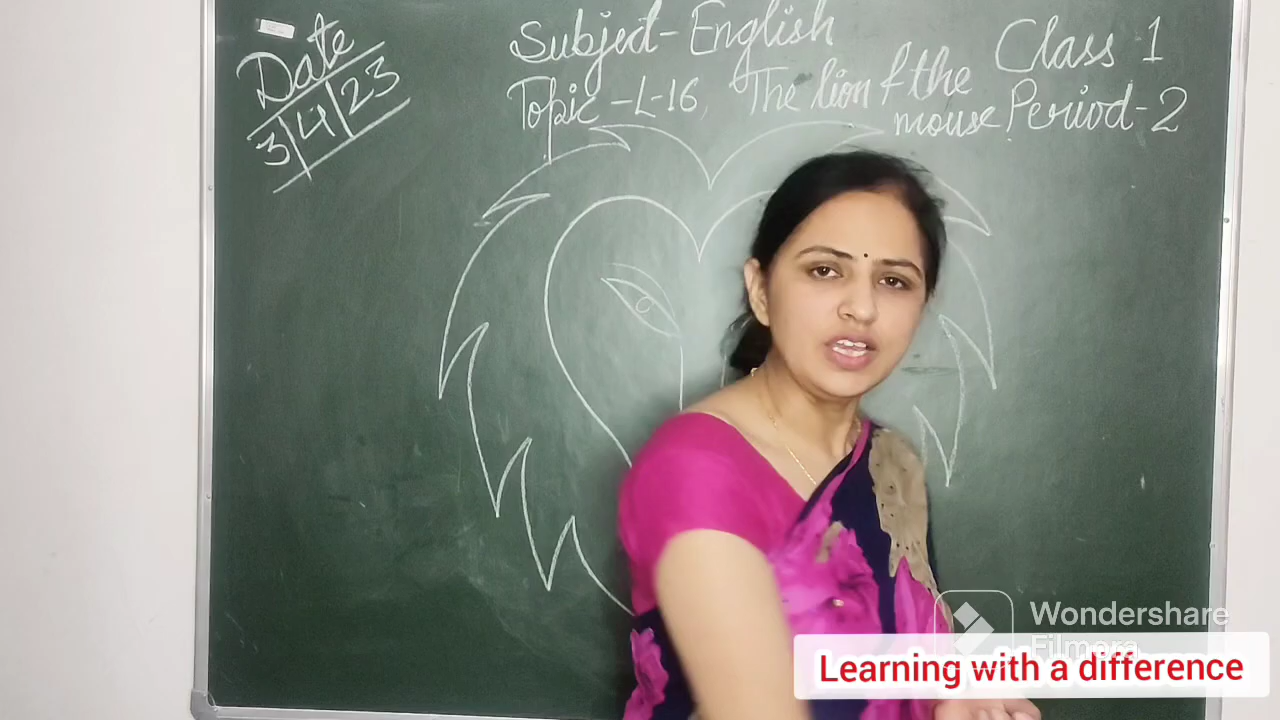 Date
3/4/23
Subject- English
Topic - L-16, The lion & the mouse
Class 1
Period-2
Wondershare
Filmora
Learning with a difference